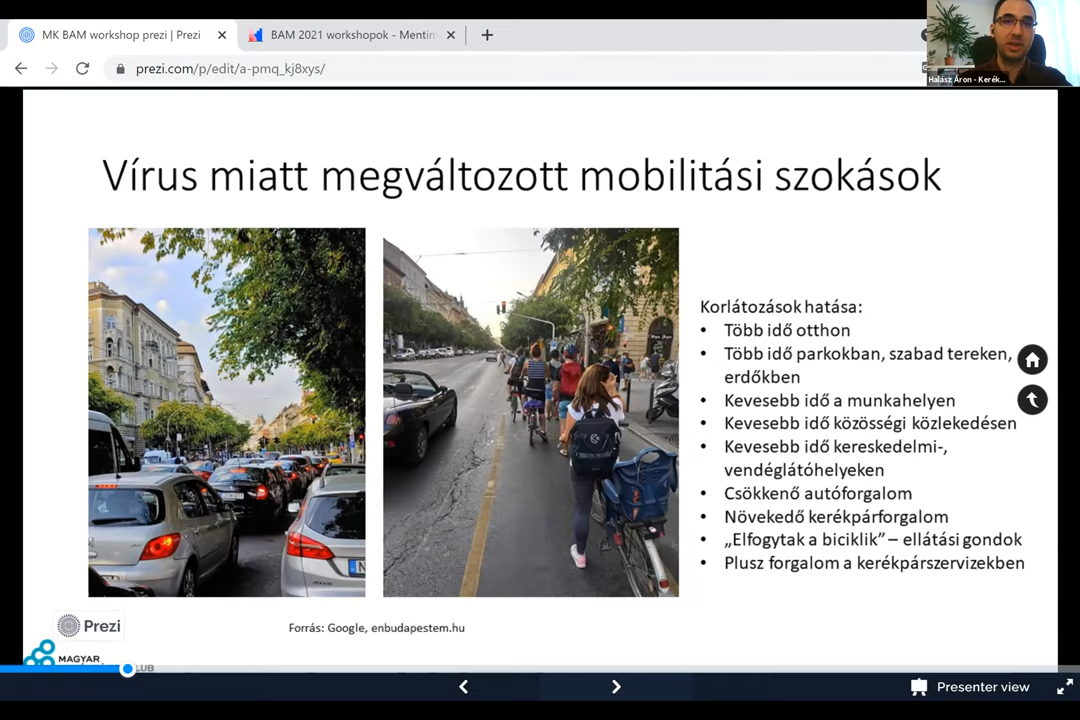 MK BAM workshop prezi | Prezi
BAM 2021 workshopok - Mentim
prezi.com/p/edit/a-pmq_kj8xys/
Halász Áron - Kerék...
Vírus miatt megváltozott mobilitási szokások
Korlátozások hatása:
• Több idő otthon
• Több idő parkokban, szabad tereken,
erdőkben
• Kevesebb idő a munkahelyen
• Kevesebb idő közösségi közlekedésen
• Kevesebb idő kereskedelmi-,
vendéglátóhelyeken
• Csökkenő autóforgalom
• Növekedő kerékpárforgalom
• „Elfogytak a biciklik” – ellátási gondok
• Plusz forgalom a kerékpárszervizekben
Prezi
Forrás: Google, enbudapestem.hu
MAGYAR
LUB
Presenter view